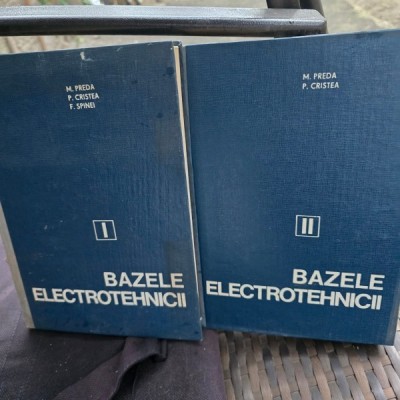 M. PREDA
P. CRISTEA
F. SPINEI
I
BAZELE
ELECTROTEHNICII
M. PREDA
P. CRISTEA
II
BAZELE
ELECTROTEHNICII